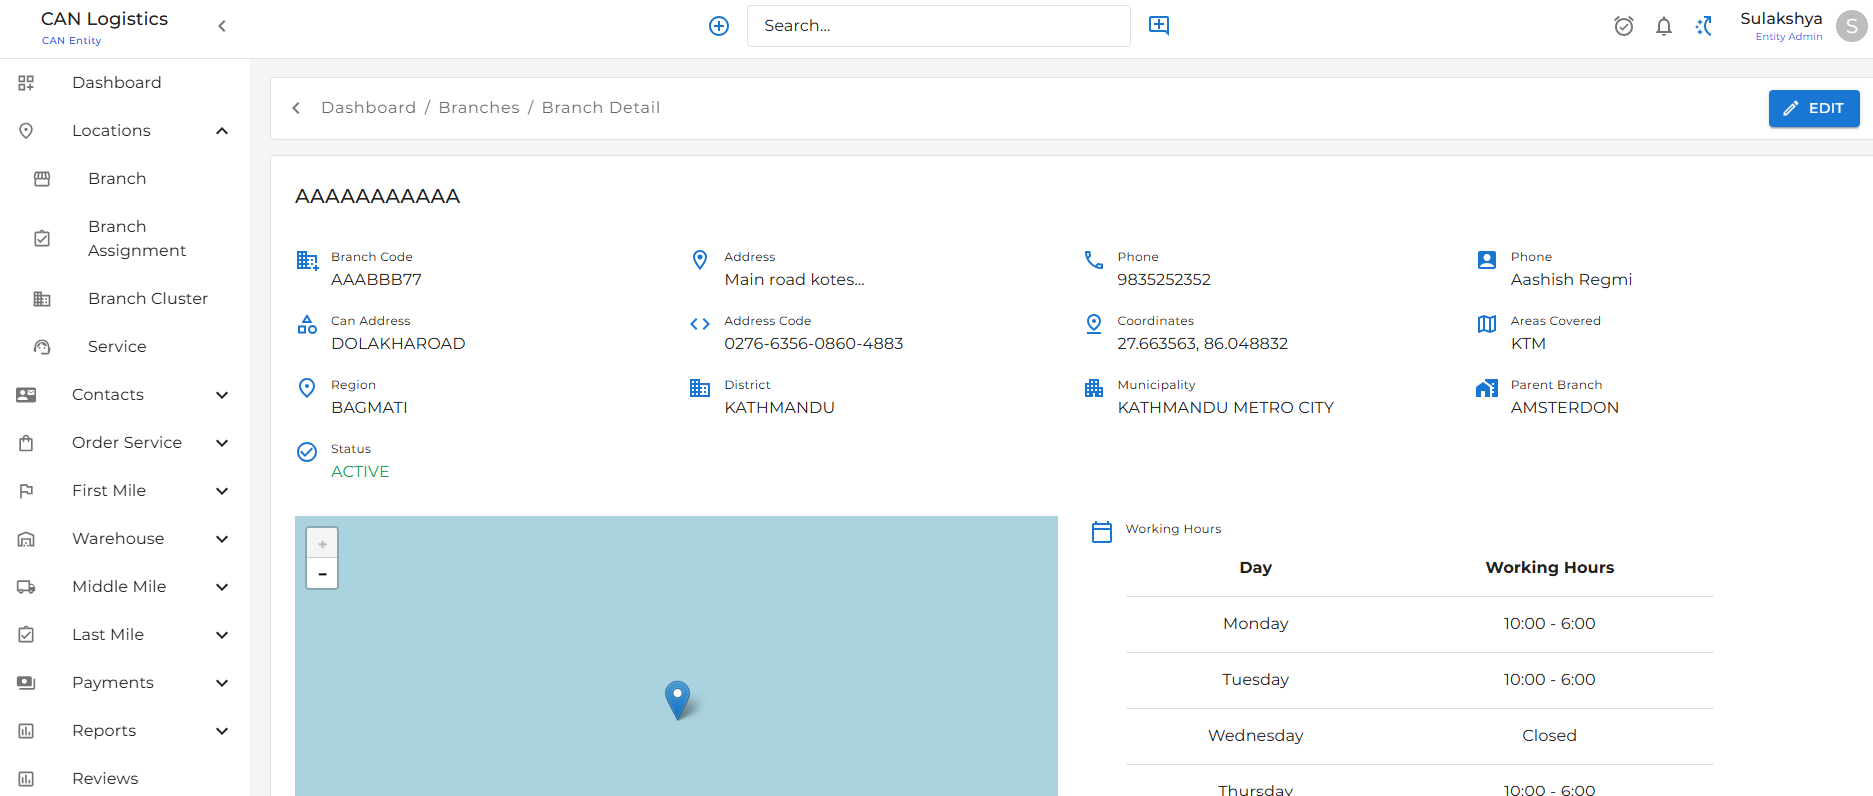 CAN Logistics
CAN Entity
Search...
Sulakshya
Entity Admin
S
Dashboard
Locations
Branch
Branch
Assignment
Branch Cluster
Service
Contacts
Order Service
First Mile
Warehouse
Middle Mile
Last Mile
Payments
Reports
Reviews
Dashboard / Branches / Branch Detail
EDIT
AAAAAAAAAAA
Branch Code
AAABBB77
Address
Main road kotes...
Phone
9835252352
Phone
Aashish Regmi
Can Address
DOLAKHAROAD
Address Code
0276-6356-0860-4883
Coordinates
27.663563, 86.048832
Areas Covered
KTM
Region
BAGMATI
District
KATHMANDU
Municipality
KATHMANDU METRO CITY
Parent Branch
AMSTERDON
Status
ACTIVE
+
−
Working Hours
Day Working Hours
Monday 10:00 - 6:00
Tuesday 10:00 - 6:00
Wednesday Closed
Thursday 10:00 - 6:00